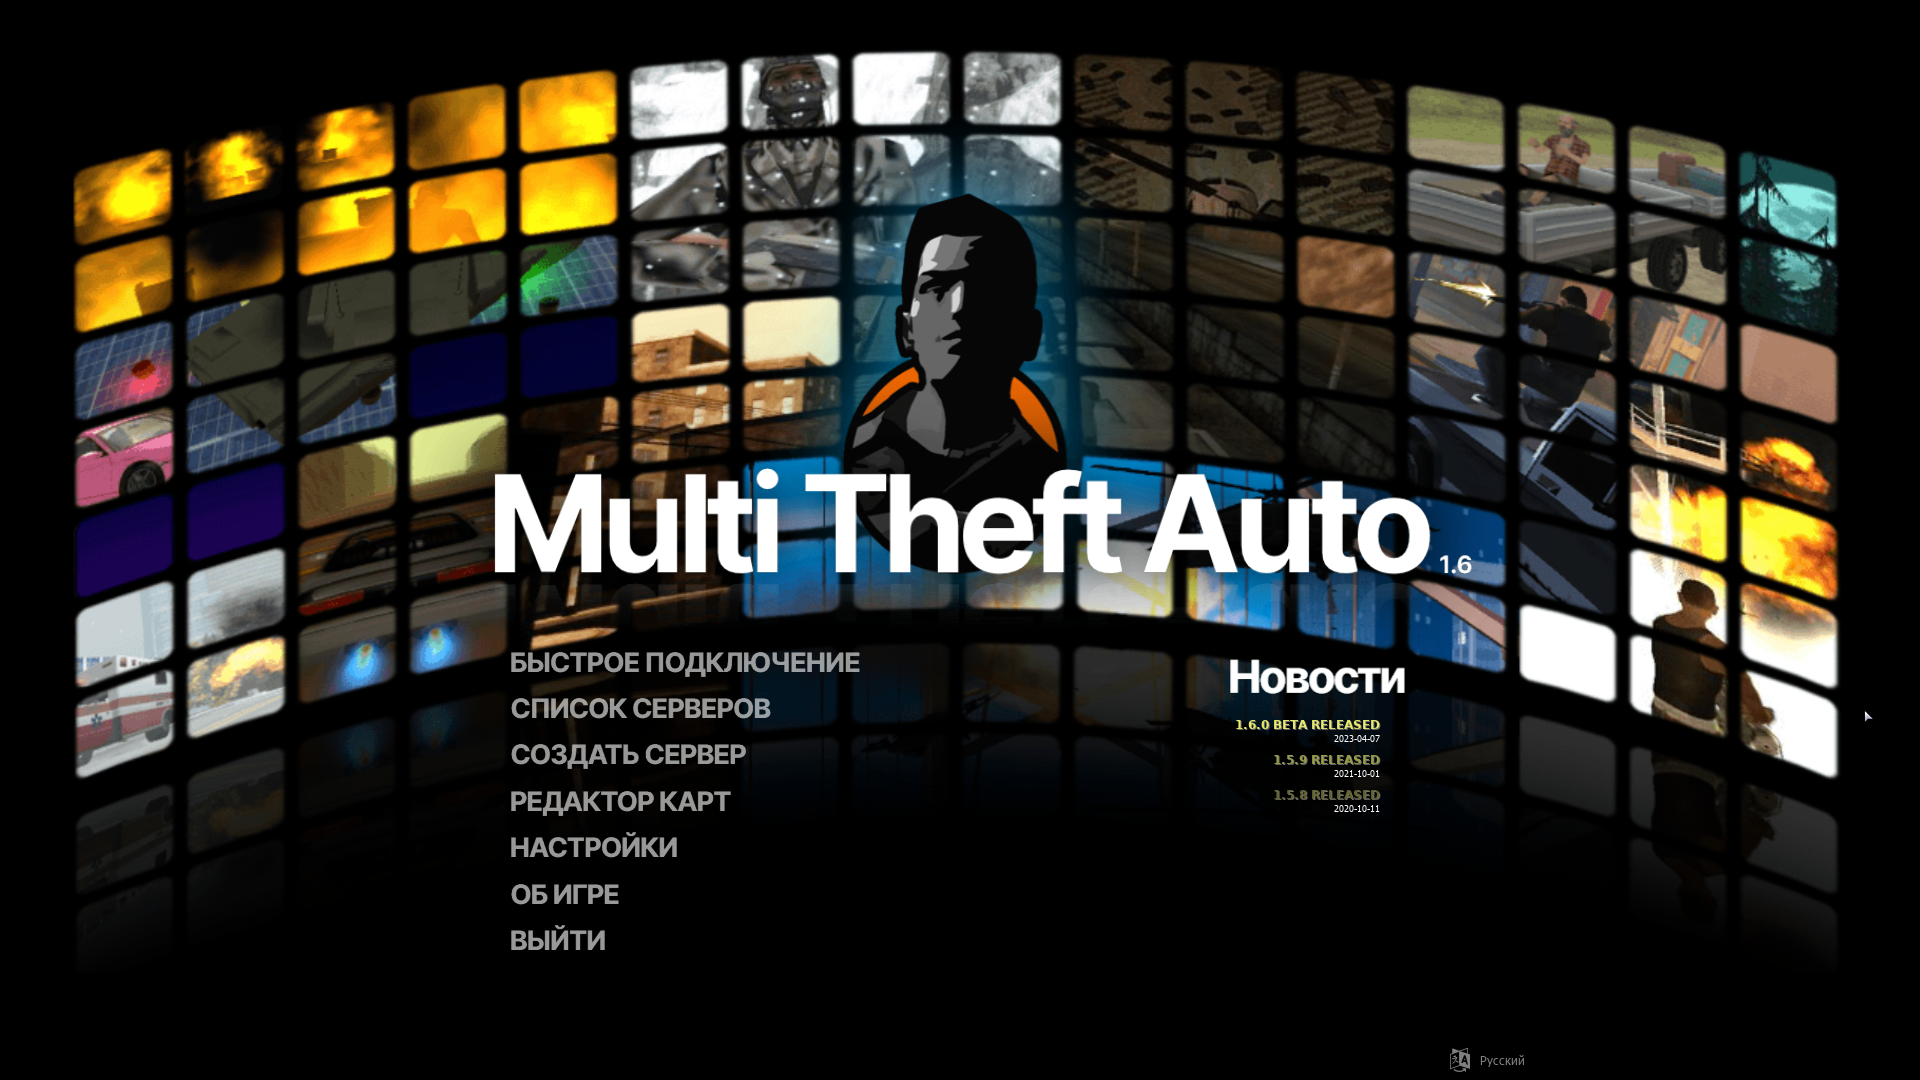 Multi Theft Auto 1.6
БЫСТРОЕ ПОДКЛЮЧЕНИЕ
СПИСОК СЕРВЕРОВ
СОЗДАТЬ СЕРВЕР
РЕДАКТОР КАРТ
НАСТРОЙКИ
ОБ ИГРЕ
ВЫЙТИ
Новости
1.6.0 BETA RELEASED
2023-04-07
1.5.9 RELEASED
2021-10-01
1.5.8 RELEASED
2020-10-11
Русский